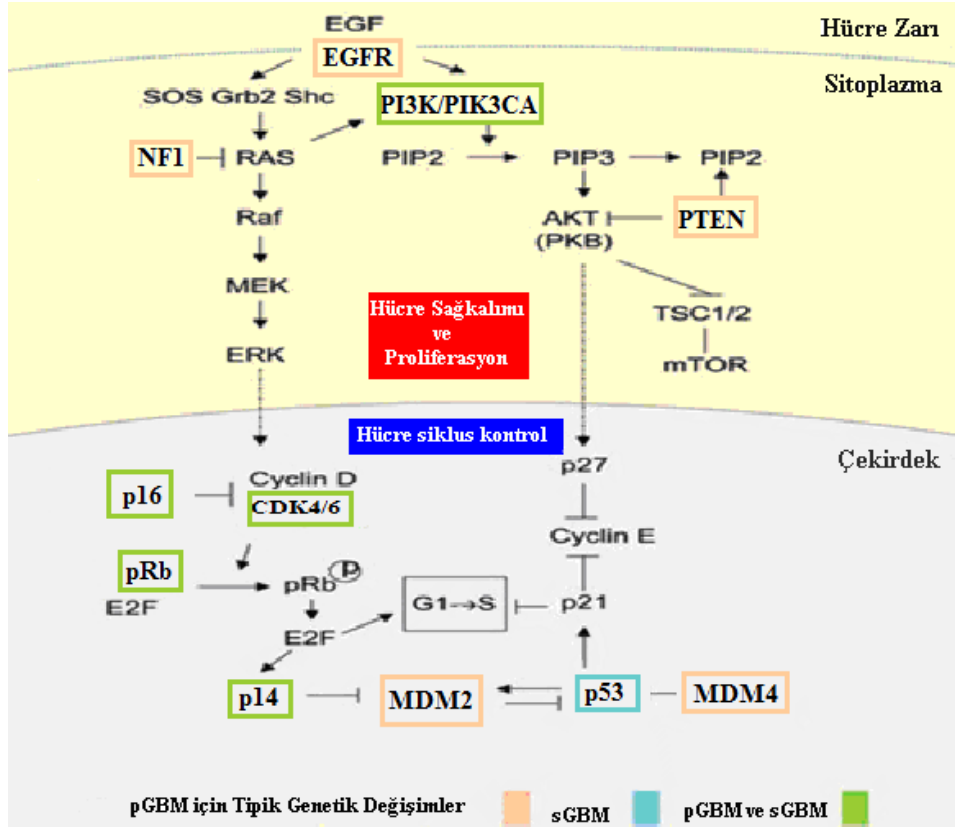 EGF
Hücre Zarı
EGFR
Sitoplazma
SOS Grb2 Shc
PI3K/PIK3CA
NF1
RAS
PIP2
PIP3
PIP2
Raf
AKT
(PKB)
PTEN
MEK
TSC1/2
Hücre Sağkalımı
ve
Proliferasyon
ERK
mTOR
Hücre siklus kontrol
Çekirdek
p27
p16
Cyclin D
CDK4/6
Cyclin E
pRb
E2F
pRb P
G1→S
p21
E2F
p14
MDM2
p53
MDM4
pGBM için Tipik Genetik Değişimler
sGBM
pGBM ve sGBM